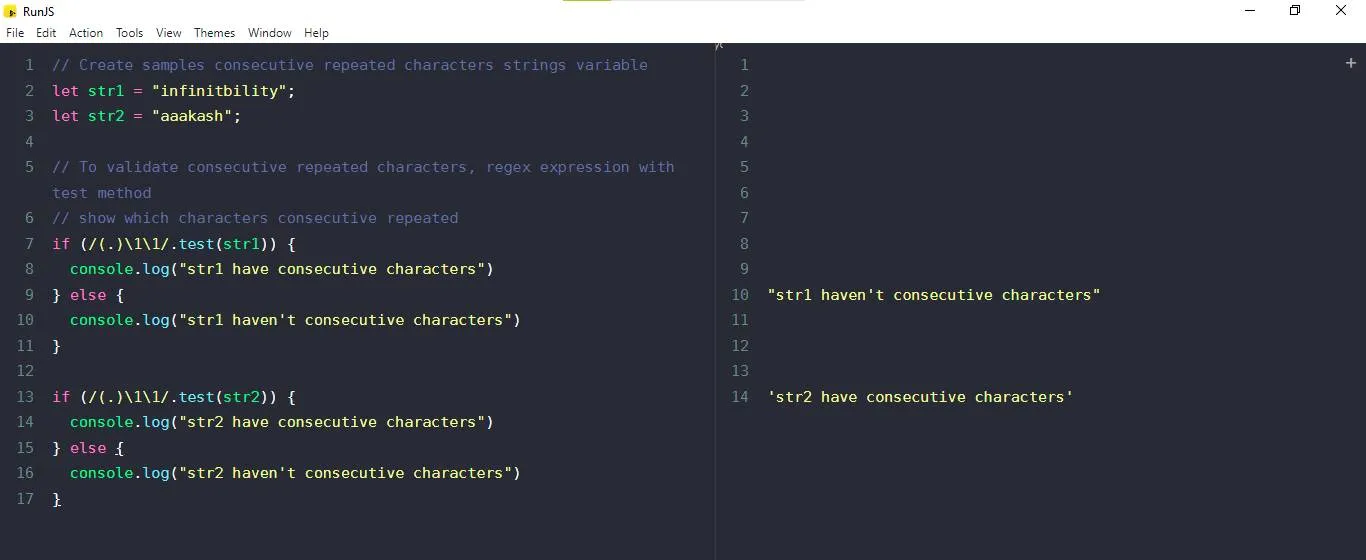 RunJS
File Edit Action Tools View Themes Window Help
1 // Create samples consecutive repeated characters strings variable
2 let str1 = "infinitbility";
3 let str2 = "aaakash";
4
5 // To validate consecutive repeated characters, regex expression with
test method
6 // show which characters consecutive repeated
7 if (/(.)\1\1/.test(str1)) {
8   console.log("str1 have consecutive characters")
9 } else {
10   console.log("str1 haven't consecutive characters")
11 }
12
13 if (/(.)\1\1/.test(str2)) {
14   console.log("str2 have consecutive characters")
15 } else {
16   console.log("str2 haven't consecutive characters")
17 }
1
2
3
4
5
6
7
8
9
10 "str1 haven't consecutive characters"
11
12
13
14 'str2 have consecutive characters'